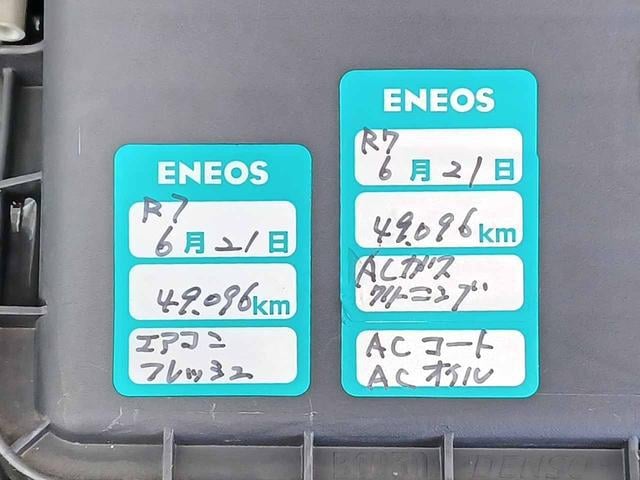 ENEOS
R7
6月21日
49.096km
エアコン
フレッシュ
ENEOS
R7
6月21日
49.096km
ACガス
クリーニング
ACコート
ACオイル
DENSO